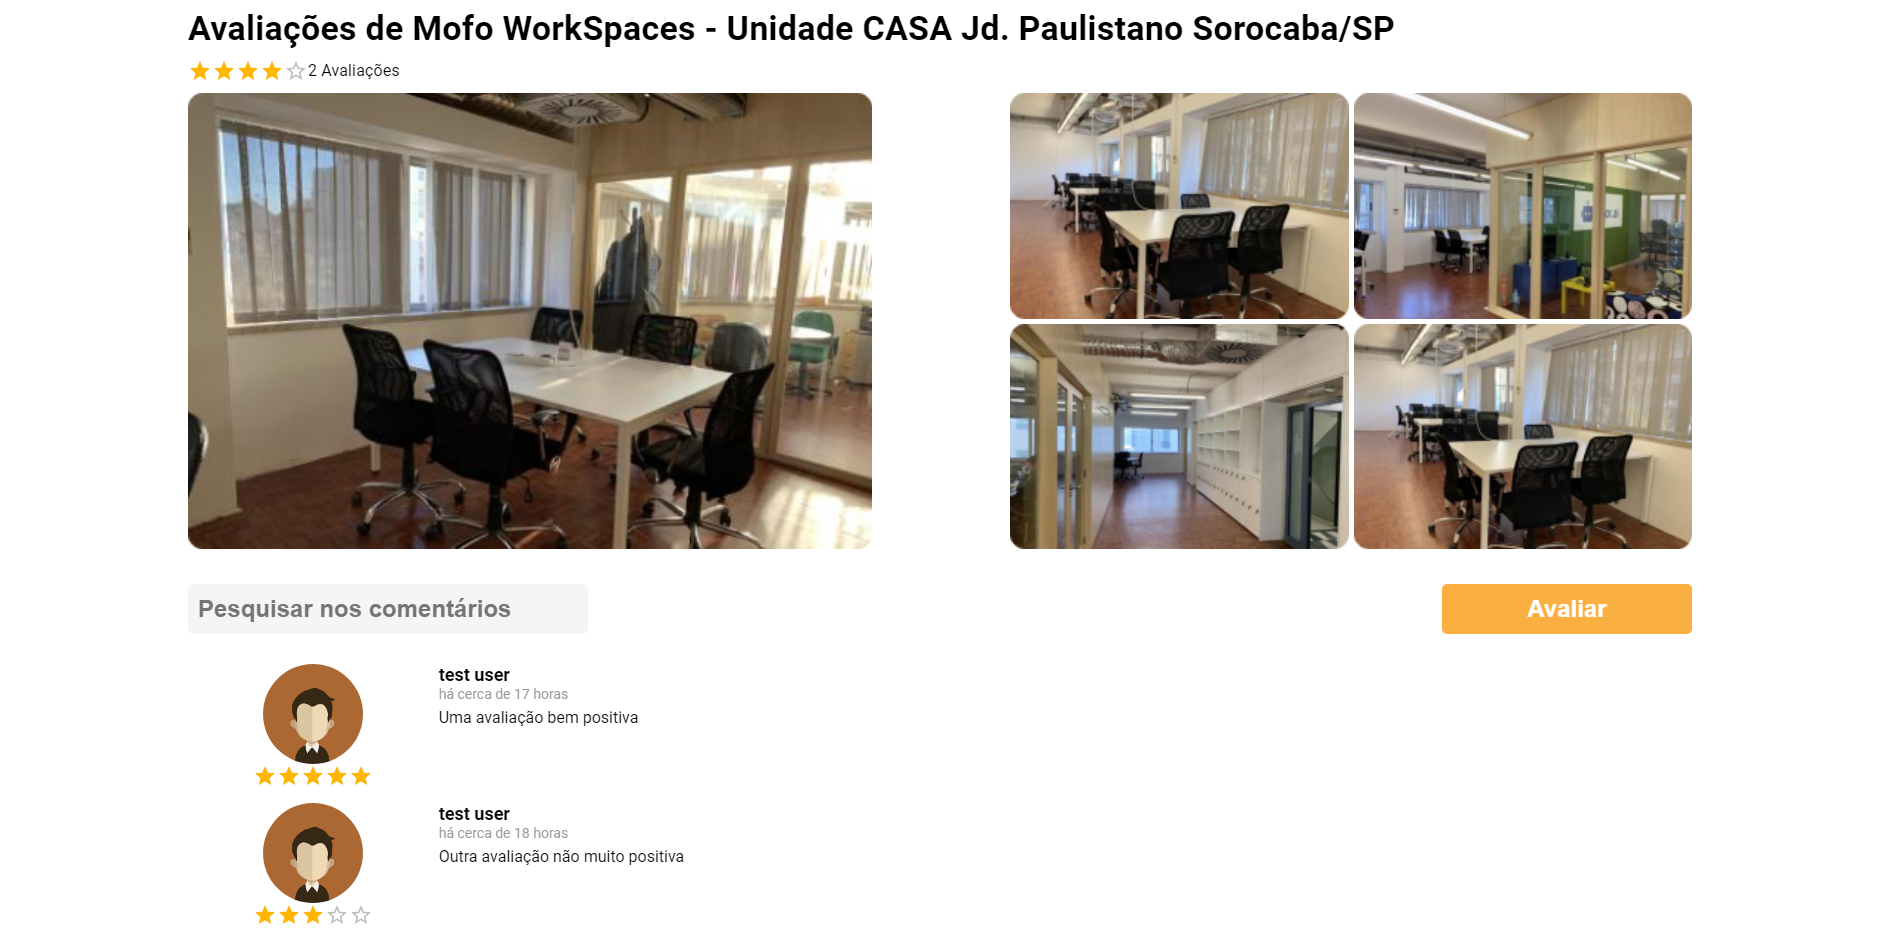 Avaliações de Mofo WorkSpaces - Unidade CASA Jd. Paulistano Sorocaba/SP
2 Avaliações
Pesquisar nos comentários
Avaliar
test user
há cerca de 17 horas
Uma avaliação bem positiva
test user
há cerca de 18 horas
Outra avaliação não muito positiva